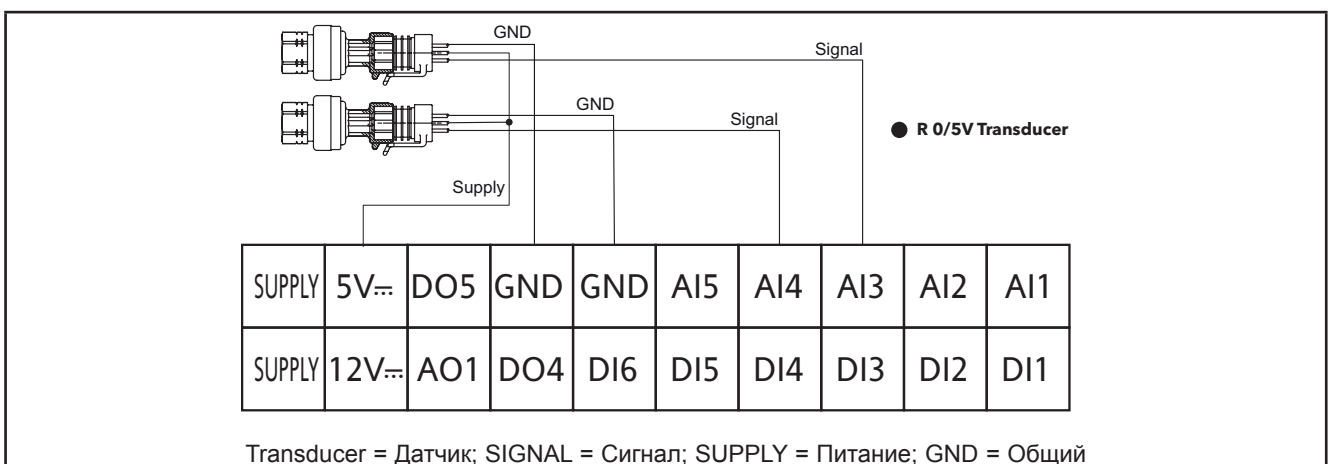 GND
Signal
GND
Signal
● R 0/5V Transducer
Supply
SUPPLY 5V⎓ DO5 GND GND AI5 AI4 AI3 AI2 AI1
SUPPLY 12V⎓ AO1 DO4 DI6 DI5 DI4 DI3 DI2 DI1
Transducer = Датчик; SIGNAL = Сигнал; SUPPLY = Питание; GND = Общий